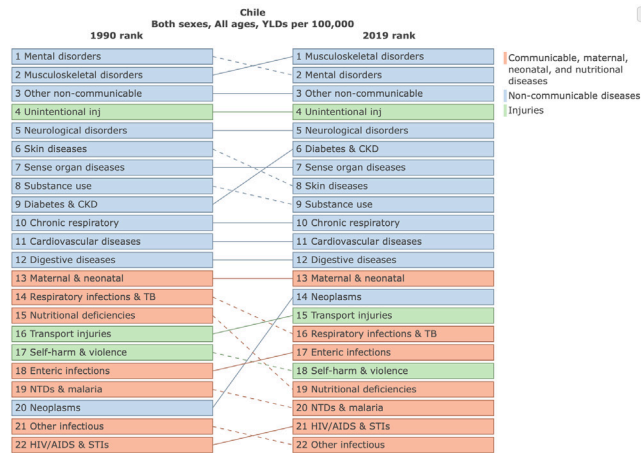 Chile
Both sexes, All ages, YLDs per 100,000
1990 rank
2019 rank
1 Mental disorders
2 Musculoskeletal disorders
3 Other non-communicable
4 Unintentional inj
5 Neurological disorders
6 Skin diseases
7 Sense organ diseases
8 Substance use
9 Diabetes & CKD
10 Chronic respiratory
11 Cardiovascular diseases
12 Digestive diseases
13 Maternal & neonatal
14 Respiratory infections & TB
15 Nutritional deficiencies
16 Transport injuries
17 Self-harm & violence
18 Enteric infections
19 NTDs & malaria
20 Neoplasms
21 Other infectious
22 HIV/AIDS & STIs
1 Musculoskeletal disorders
2 Mental disorders
3 Other non-communicable
4 Unintentional inj
5 Neurological disorders
6 Diabetes & CKD
7 Sense organ diseases
8 Skin diseases
9 Substance use
10 Chronic respiratory
11 Cardiovascular diseases
12 Digestive diseases
13 Maternal & neonatal
14 Neoplasms
15 Transport injuries
16 Respiratory infections & TB
17 Enteric infections
18 Self-harm & violence
19 Nutritional deficiencies
20 NTDs & malaria
21 HIV/AIDS & STIs
22 Other infectious
Communicable, maternal,
neonatal, and nutritional
diseases
Non-communicable diseases
Injuries